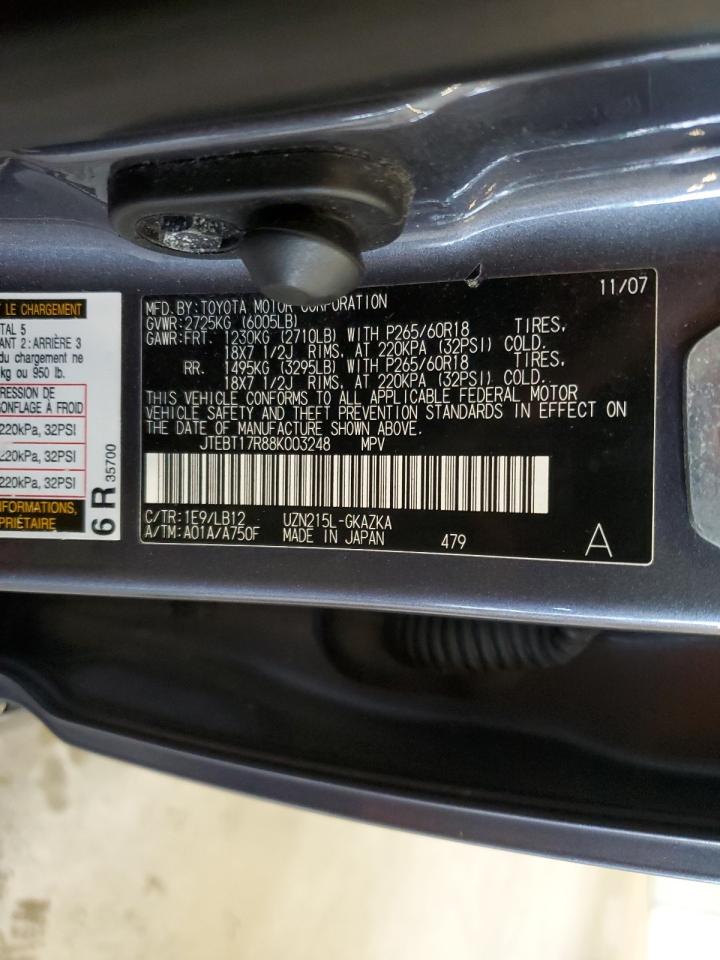 LE CHARGEMENT
TAL 5
ANT 2: ARRIÈRE 3
du chargement ne
kg ou 950 lb.
RESSION DE
GONFLAGE À FROID
220kPa, 32PSI
220kPa, 32PSI
220kPa, 32PSI
INFORMATIONS,
PRIÉTAIRE
6 R 35700
11/07
MFD. BY: TOYOTA MOTOR CORPORATION
GVWR: 2725KG (6005LB)
GAWR: FRT. 1230KG (2710LB) WITH P265/60R18 TIRES,
18X7 1/2J RIMS, AT 220KPA (32PSI) COLD.
RR. 1495KG (3295LB) WITH P265/60R18 TIRES,
18X7 1/2J RIMS, AT 220KPA (32PSI) COLD.
THIS VEHICLE CONFORMS TO ALL APPLICABLE FEDERAL MOTOR
VEHICLE SAFETY AND THEFT PREVENTION STANDARDS IN EFFECT ON
THE DATE OF MANUFACTURE SHOWN ABOVE.
JTEBT17R88K003248 MPV
C/TR: 1E9/LB12 UZN215L-GKAZKA
A/TM: A01A/A750F MADE IN JAPAN 479 A